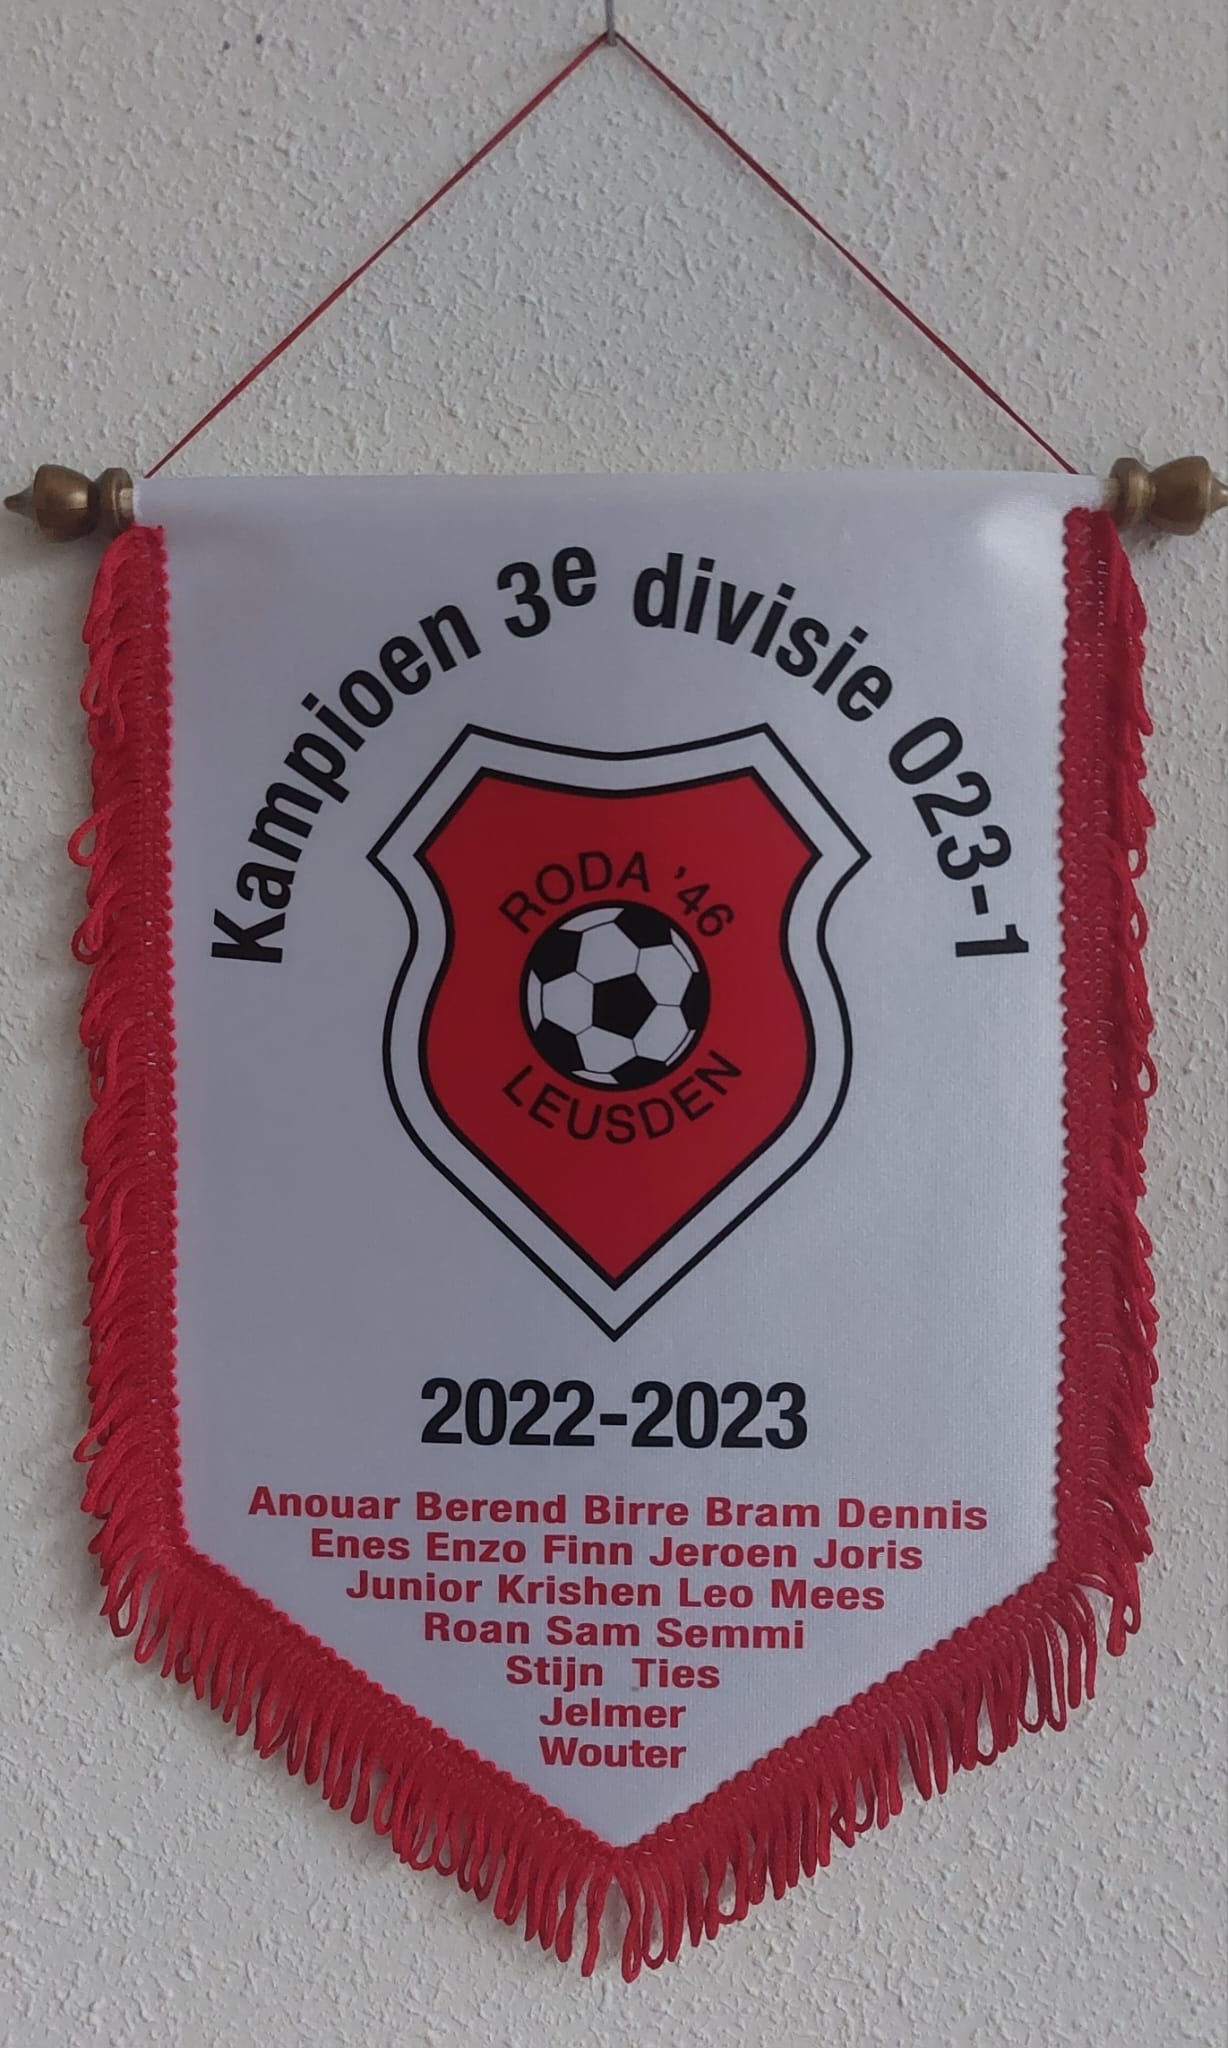 Kampioen 3e divisie O23-1
RODA '46
LEUSDEN
2022-2023
Anouar Berend Birre Bram Dennis
Enes Enzo Finn Jeroen Joris
Junior Krishen Leo Mees
Roan Sam Semmi
Stijn Ties
Jelmer
Wouter